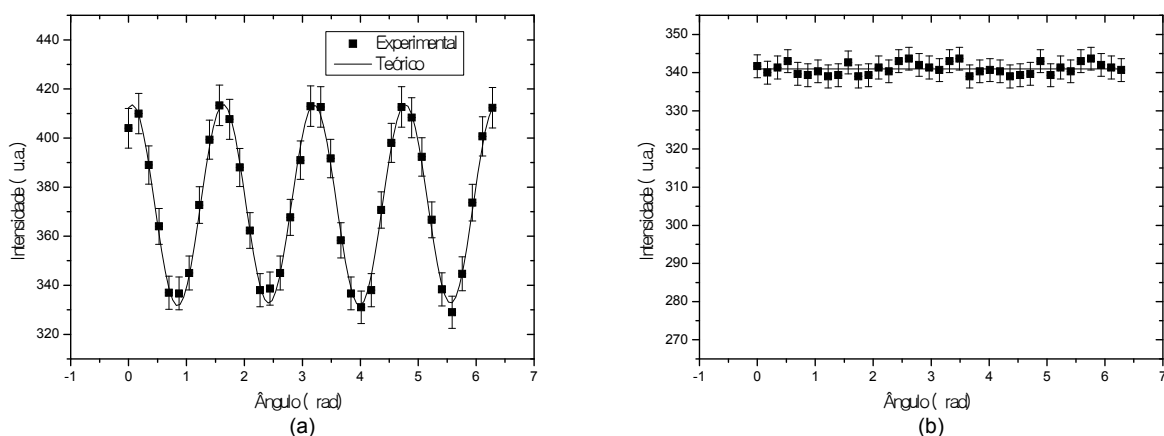 440
420
400
380
360
340
320
Intensidade ( u.a.)
Experimental
Teórico
-1 0 1 2 3 4 5 6 7
Ângulo ( rad)
(a)
350
340
330
320
310
300
290
280
270
Intensidade ( u.a.)
-1 0 1 2 3 4 5 6 7
Ângulo ( rad)
(b)